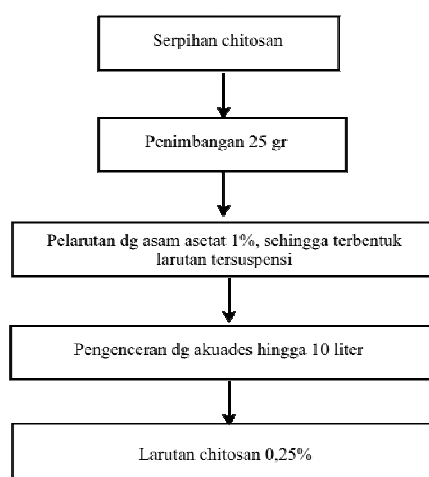 Serpihan chitosan
Penimbangan 25 gr
Pelarutan dg asam asetat 1%, sehingga terbentuk
larutan tersuspensi
Pengenceran dg akuades hingga 10 liter
Larutan chitosan 0,25%